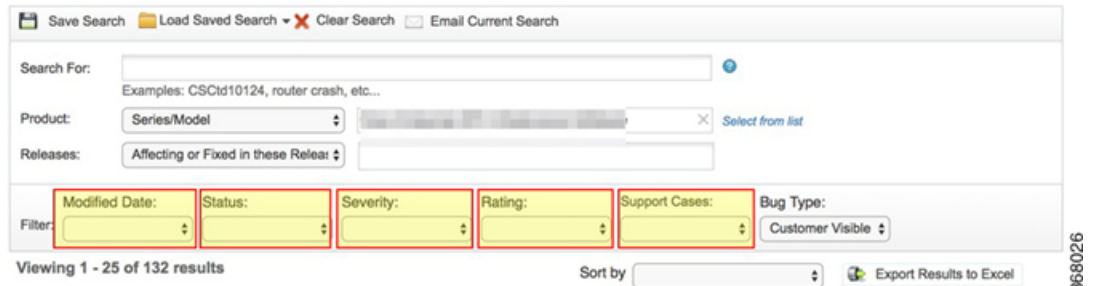 Save Search Load Saved Search Clear Search Email Current Search
Search For:
Examples: CSCtd10124, router crash, etc...
Product: Series/Model Select from list
Releases: Affecting or Fixed in these Releas
Filter: Modified Date: Status: Severity: Rating: Support Cases: Bug Type:
Customer Visible
Viewing 1 - 25 of 132 results Sort by Export Results to Excel
368026